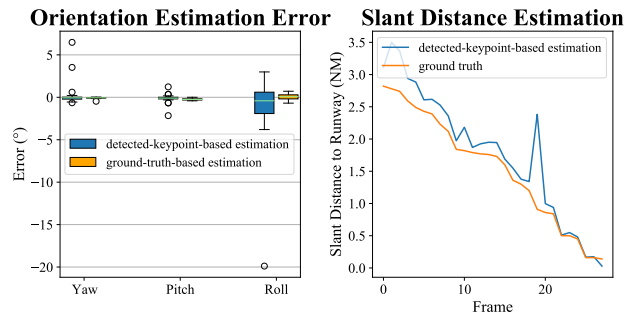 Orientation Estimation Error
Error (°)
5
0
−5
−10
−15
−20
detected-keypoint-based estimation
ground-truth-based estimation
Yaw
Pitch
Roll
Slant Distance Estimation
Slant Distance to Runway (NM)
3.5
3.0
2.5
2.0
1.5
1.0
0.5
0.0
detected-keypoint-based estimation
ground truth
0
10
20
Frame